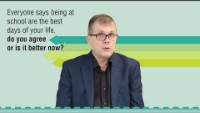 Everyone says being at
school are the best
days of your life,
do you agree
or is it better now?